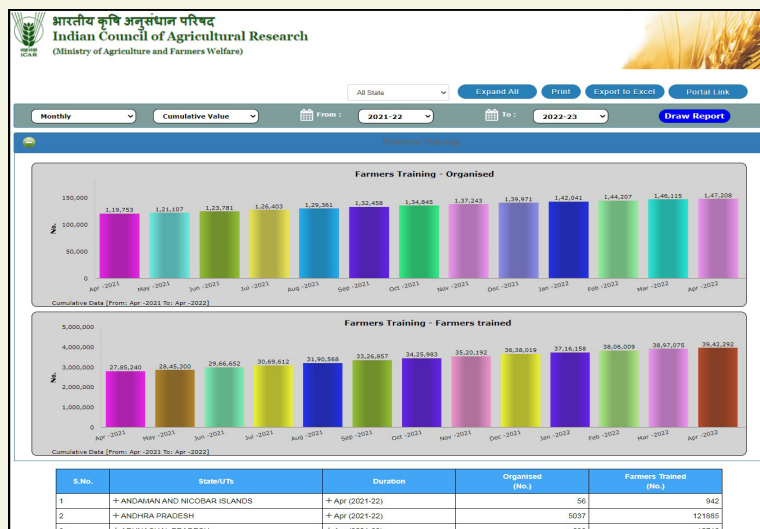 भारतीय कृषि अनुसंधान परिषद
Indian Council of Agricultural Research
(Ministry of Agriculture and Farmers Welfare)
ICAR
All State
Expand All Print Export to Excel Portal Link
Monthly Cumulative Value From : 2021-22 To : 2022-23 Draw Report
Farmers Training
Farmers Training - Organised
No.
150,000
100,000
50,000
0
1,19,753 1,21,107 1,23,781 1,26,403 1,29,361 1,32,458 1,34,845 1,37,243 1,39,971 1,42,041 1,44,207 1,46,115 1,47,208
Apr -2021 May -2021 Jun -2021 Jul -2021 Aug -2021 Sep -2021 Oct -2021 Nov -2021 Dec -2021 Jan -2022 Feb -2022 Mar -2022 Apr -2022
Cumulative Data [From: Apr -2021 To: Apr -2022]
Farmers Training - Farmers trained
No.
5,000,000
4,000,000
3,000,000
2,000,000
1,000,000
0
27,85,240 28,45,300 29,66,652 30,69,612 31,90,568 33,26,857 34,25,983 35,20,192 36,38,019 37,16,158 38,06,009 38,97,075 39,42,292
Apr -2021 May -2021 Jun -2021 Jul -2021 Aug -2021 Sep -2021 Oct -2021 Nov -2021 Dec -2021 Jan -2022 Feb -2022 Mar -2022 Apr -2022
Cumulative Data [From: Apr -2021 To: Apr -2022]
S.No. State/UTs Duration Organised (No.) Farmers Trained (No.)
1 + ANDAMAN AND NICOBAR ISLANDS + Apr (2021-22) 56 942
2 + ANDHRA PRADESH + Apr (2021-22) 5037 121885